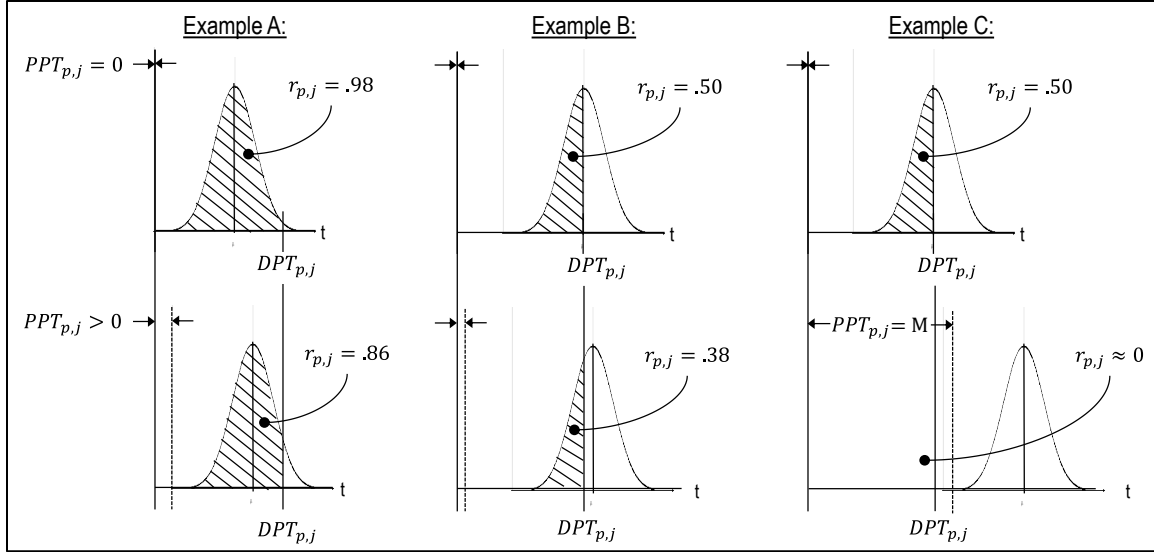 Example A: Example B: Example C:
PPT_{p,j} = 0
r_{p,j} = .98 r_{p,j} = .50 r_{p,j} = .50
t t t
DPT_{p,j} DPT_{p,j} DPT_{p,j}
PPT_{p,j} > 0 PPT_{p,j} = M
r_{p,j} = .86 r_{p,j} = .38 r_{p,j} ≈ 0
t t t
DPT_{p,j} DPT_{p,j} DPT_{p,j}